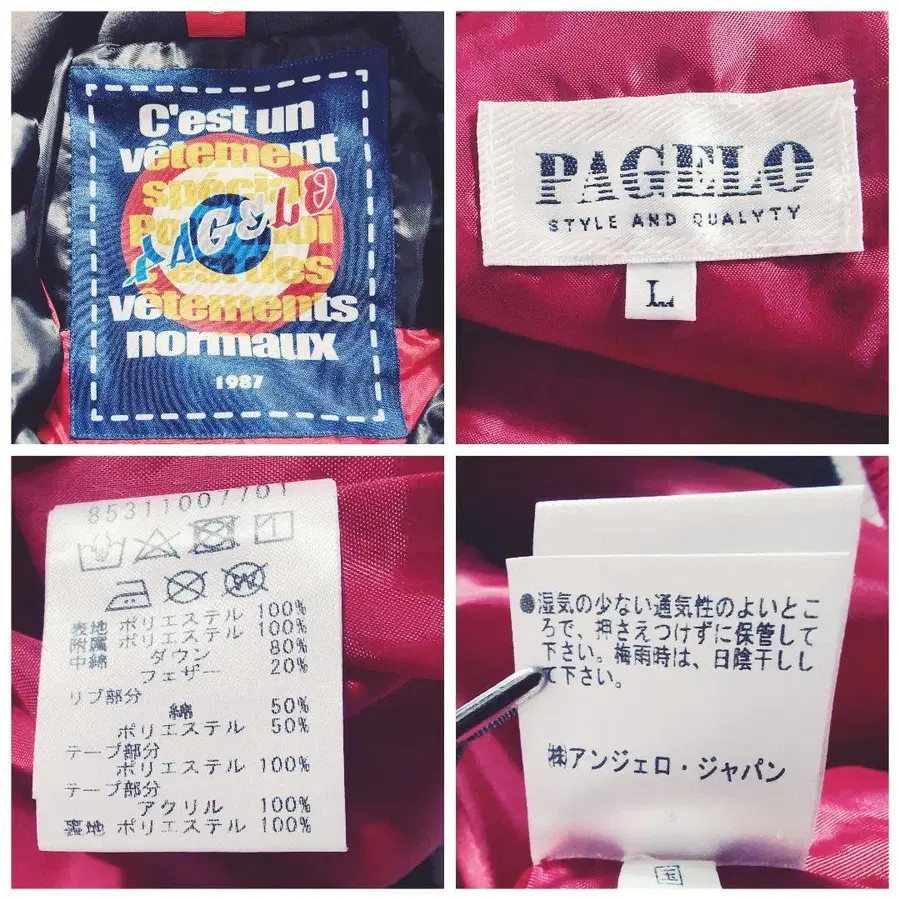 C'est un
vêtement
spécial
PAGELO
Pourquoi
c'est des
vêtements
normaux
1987
PAGELO
STYLE AND QUALYTY
L
85311007701
表地 ポリエステル 100%
附属 ポリエステル 100%
中綿 ダウン 80%
フェザー 20%
リブ部分
綿 50%
ポリエステル 50%
テープ部分
ポリエステル 100%
テープ部分
アクリル 100%
裏地 ポリエステル 100%
●湿気の少ない通気性のよいとこ
ろで、押さえつけずに保管して
下さい。梅雨時は、日陰干しし
て下さい。
㈱アンジェロ・ジャパン